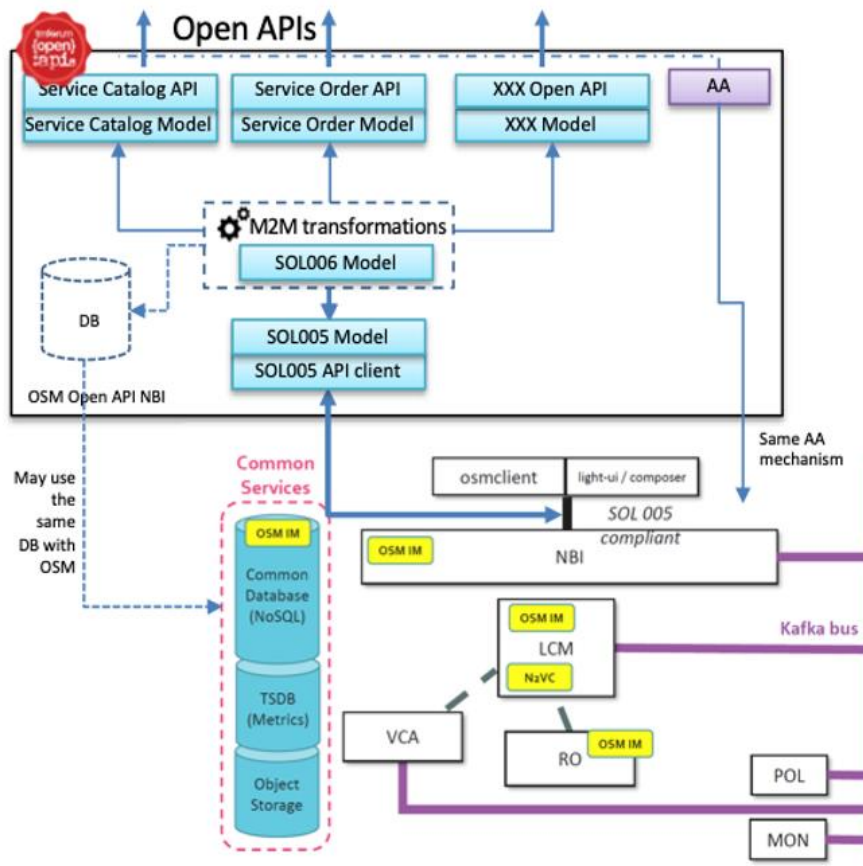 Open APIs
tmforum
{open}
:api:
Service Catalog API
Service Catalog Model
Service Order API
Service Order Model
XXX Open API
XXX Model
AA
M2M transformations
SOL006 Model
DB
SOL005 Model
SOL005 API client
OSM Open API NBI
Same AA
mechanism
May use
the
same
DB with
OSM
Common
Services
osmclient
light-ui / composer
SOL 005
compliant
OSM IM
NBI
OSM IM
Common
Database
(NoSQL)
TSDB
(Metrics)
Object
Storage
Kafka bus
OSM IM
LCM
N2VC
VCA
RO
OSM IM
POL
MON